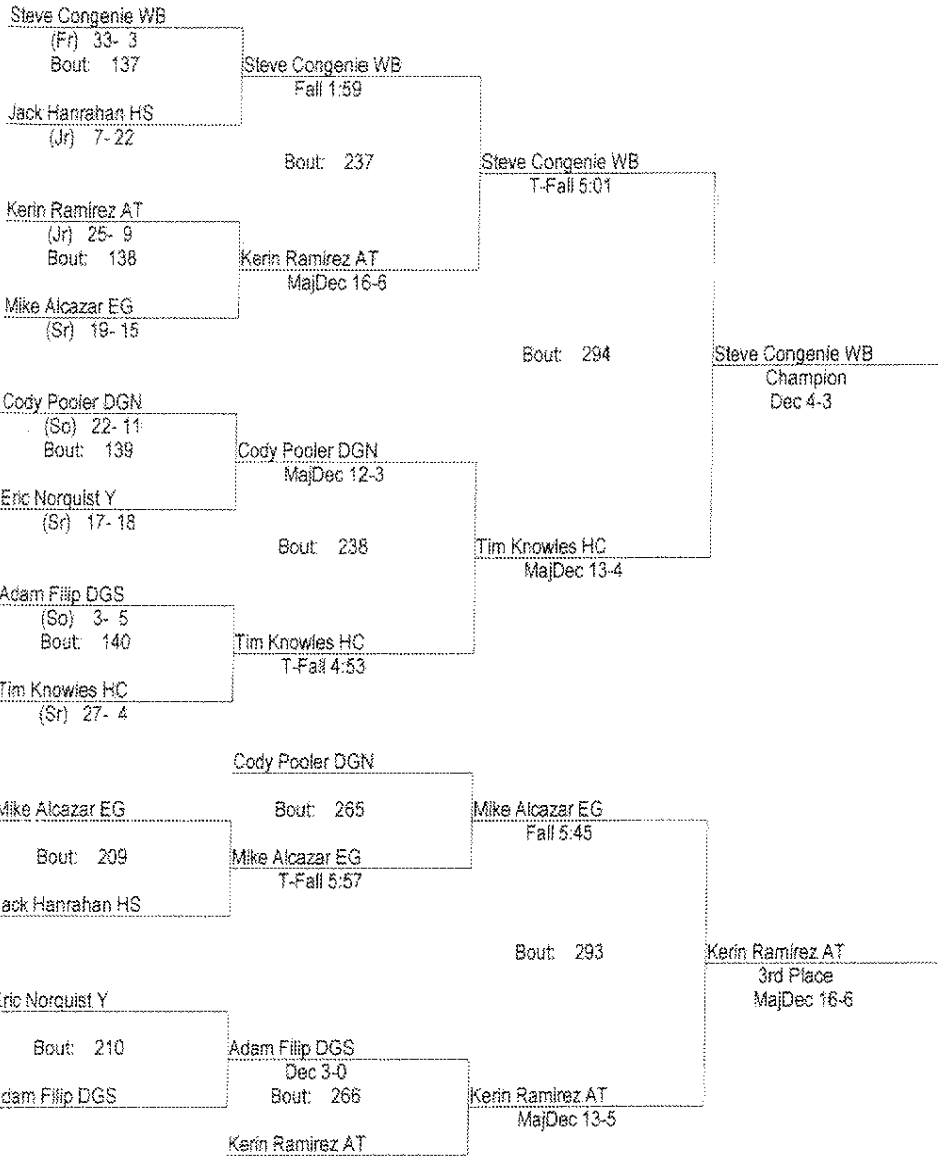 Steve Congenie WB
(Fr) 33- 3
Bout: 137
Steve Congenie WB
Fall 1:59
Jack Hanrahan HS
(Jr) 7- 22
Bout: 237
Steve Congenie WB
T-Fall 5:01
Kerin Ramirez AT
(Jr) 25- 9
Bout: 138
Kerin Ramirez AT
MajDec 16-6
Mike Alcazar EG
(Sr) 19- 15
Bout: 294
Steve Congenie WB
Champion
Dec 4-3
Cody Pooler DGN
(So) 22- 11
Bout: 139
Cody Pooler DGN
MajDec 12-3
Eric Norquist Y
(Sr) 17- 18
Bout: 238
Tim Knowles HC
MajDec 13-4
Adam Filip DGS
(So) 3- 5
Bout: 140
Tim Knowles HC
T-Fall 4:53
Tim Knowles HC
(Sr) 27- 4
Cody Pooler DGN
Mike Alcazar EG
Bout: 265
Mike Alcazar EG
Fall 5:45
Bout: 209
Mike Alcazar EG
T-Fall 5:57
ack Hanrahan HS
Bout: 293
Kerin Ramirez AT
3rd Place
MajDec 16-6
Eric Norquist Y
Bout: 210
Adam Filip DGS
Dec 3-0
dam Filip DGS
Bout: 266
Kerin Ramirez AT
MajDec 13-5
Kerin Ramirez AT